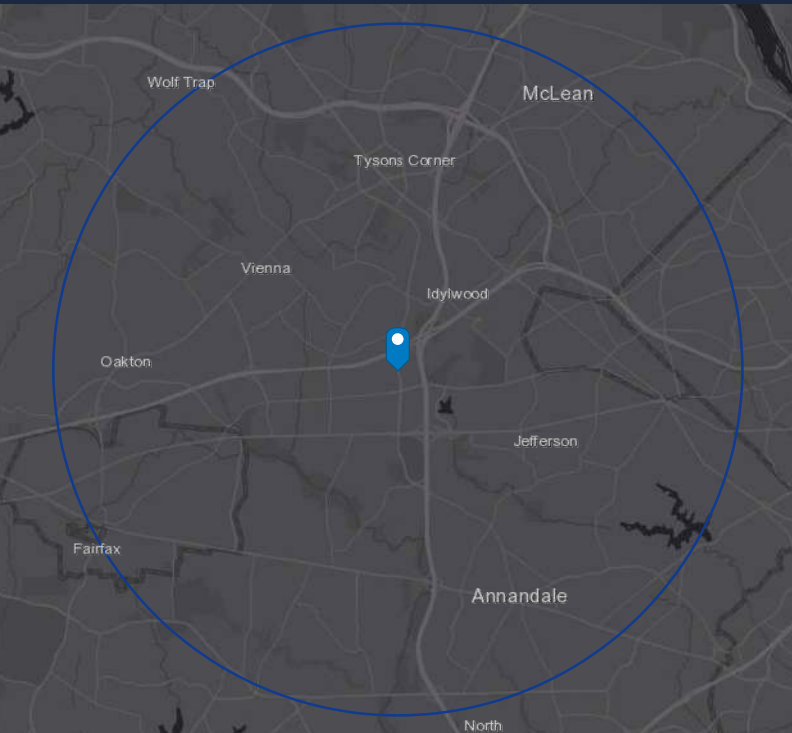 Wolf Trap
McLean
Tysons Corner
Vienna
Idylwood
Oakton
Jefferson
Fairfax
Annandale
North